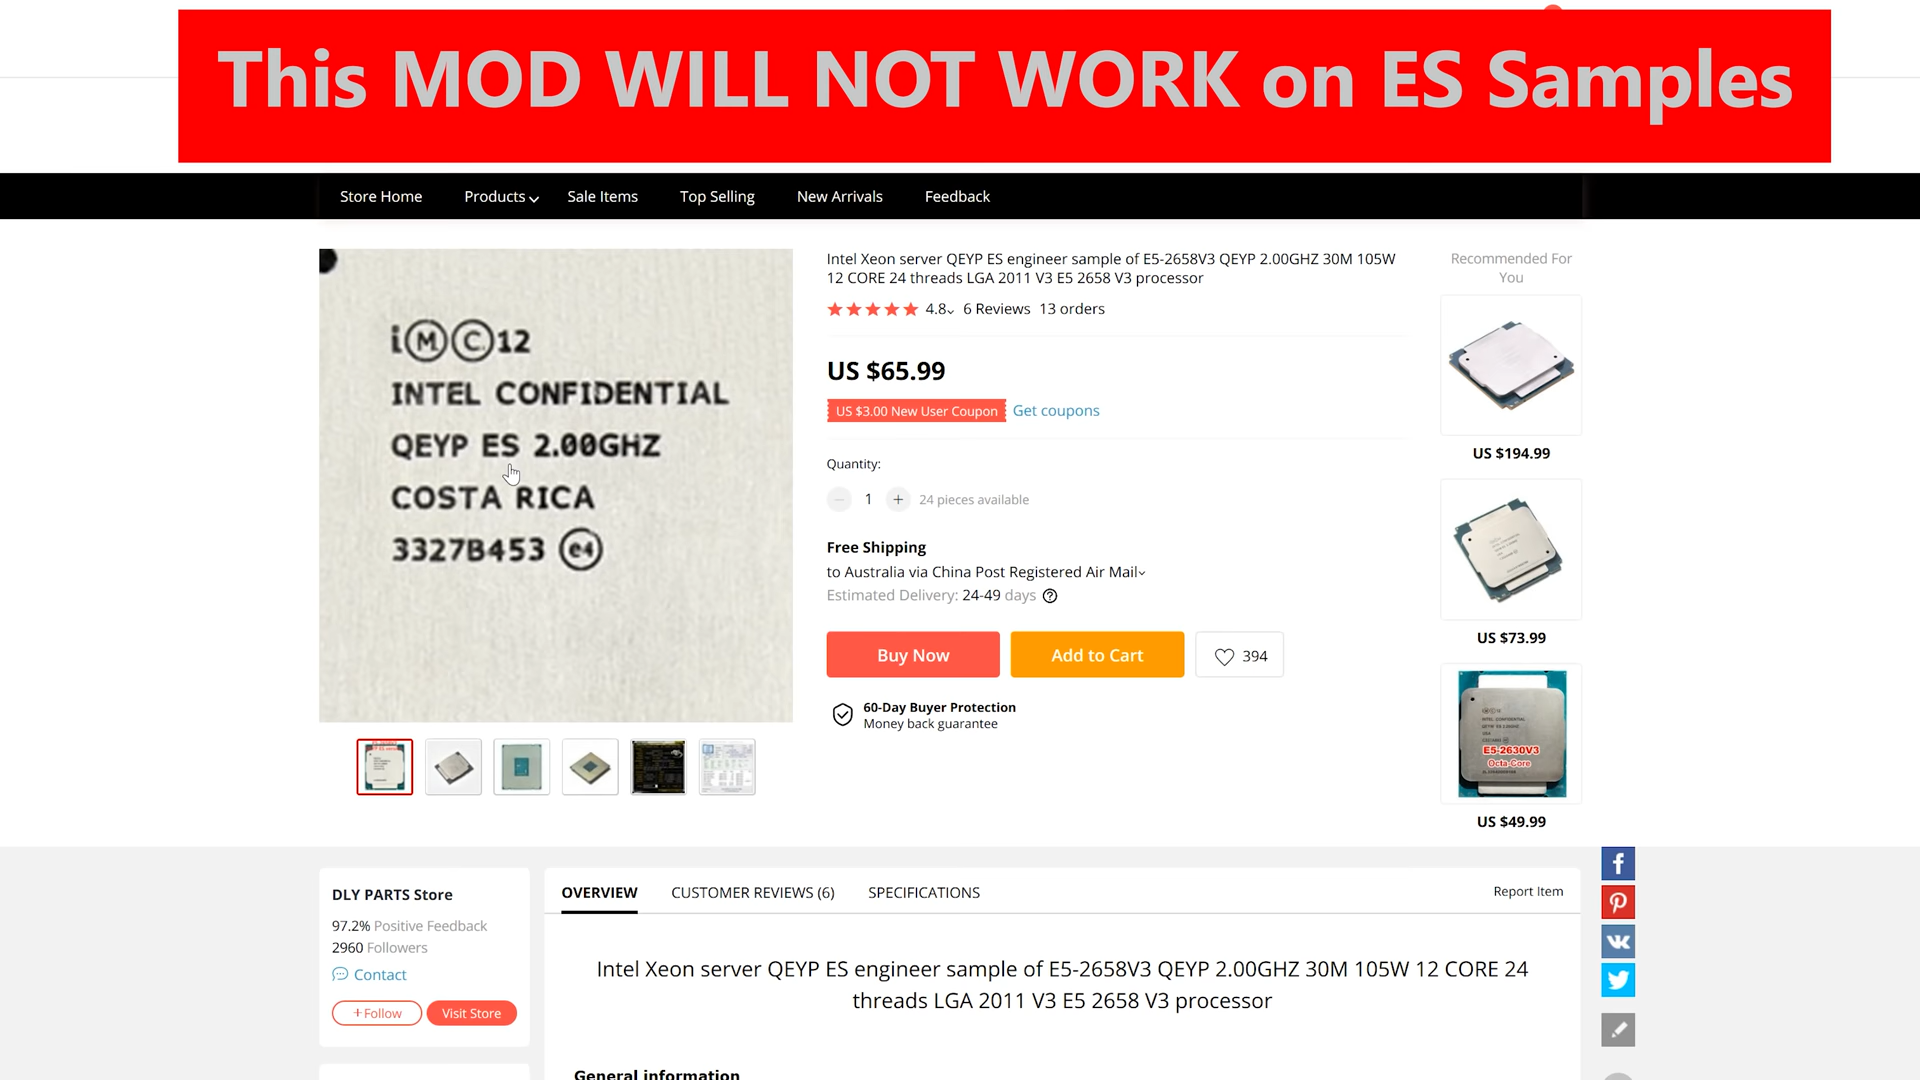 This MOD WILL NOT WORK on ES Samples
Store Home Products Sale Items Top Selling New Arrivals Feedback
iMC12
INTEL CONFIDENTIAL
QEYP ES 2.00GHZ
COSTA RICA
3327B453 e4
Intel Xeon server QEYP ES engineer sample of E5-2658V3 QEYP 2.00GHZ 30M 105W
12 CORE 24 threads LGA 2011 V3 E5 2658 V3 processor
4.8 6 Reviews 13 orders
US $65.99
US $3.00 New User Coupon Get coupons
Quantity:
1 + 24 pieces available
Free Shipping
to Australia via China Post Registered Air Mail
Estimated Delivery: 24-49 days
Buy Now Add to Cart 394
60-Day Buyer Protection
Money back guarantee
Recommended For
You
US $194.99
US $73.99
E5-2630V3
Octa-Core
US $49.99
DLY PARTS Store
97.2% Positive Feedback
2960 Followers
Contact
+ Follow Visit Store
OVERVIEW CUSTOMER REVIEWS (6) SPECIFICATIONS Report Item
Intel Xeon server QEYP ES engineer sample of E5-2658V3 QEYP 2.00GHZ 30M 105W 12 CORE 24
threads LGA 2011 V3 E5 2658 V3 processor
General information